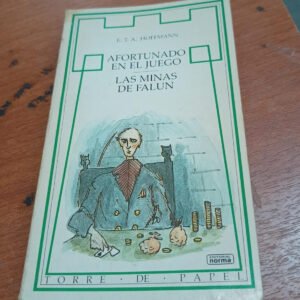 E. T. A. HOFFMANN
AFORTUNADO
EN EL JUEGO
LAS MINAS
DE FALUN
norma
TORRE DE PAPEL